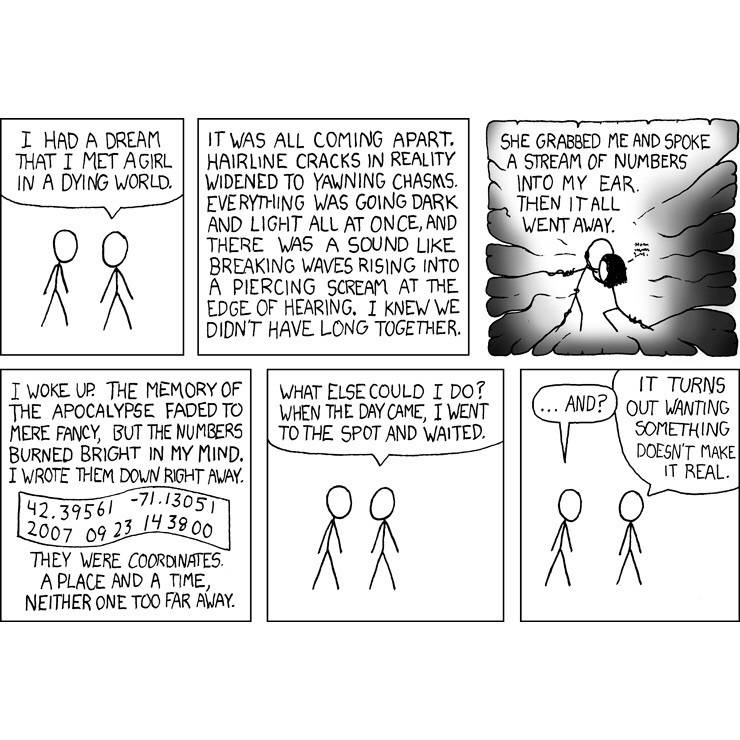 I HAD A DREAM
THAT I MET A GIRL
IN A DYING WORLD.
IT WAS ALL COMING APART.
HAIRLINE CRACKS IN REALITY
WIDENED TO YAWNING CHASMS.
EVERYTHING WAS GOING DARK
AND LIGHT ALL AT ONCE, AND
THERE WAS A SOUND LIKE
BREAKING WAVES RISING INTO
A PIERCING SCREAM AT THE
EDGE OF HEARING. I KNEW WE
DIDN'T HAVE LONG TOGETHER.
SHE GRABBED ME AND SPOKE
A STREAM OF NUMBERS
INTO MY EAR.
THEN IT ALL
WENT AWAY.
I WOKE UP. THE MEMORY OF
THE APOCALYPSE FADED TO
MERE FANCY, BUT THE NUMBERS
BURNED BRIGHT IN MY MIND.
I WROTE THEM DOWN RIGHT AWAY.
42.39561 -71.13051
2007 09 23 14 38 00
THEY WERE COORDINATES.
A PLACE AND A TIME,
NEITHER ONE TOO FAR AWAY.
WHAT ELSE COULD I DO?
WHEN THE DAY CAME, I WENT
TO THE SPOT AND WAITED.
... AND?
IT TURNS
OUT WANTING
SOMETHING
DOESN'T MAKE
IT REAL.